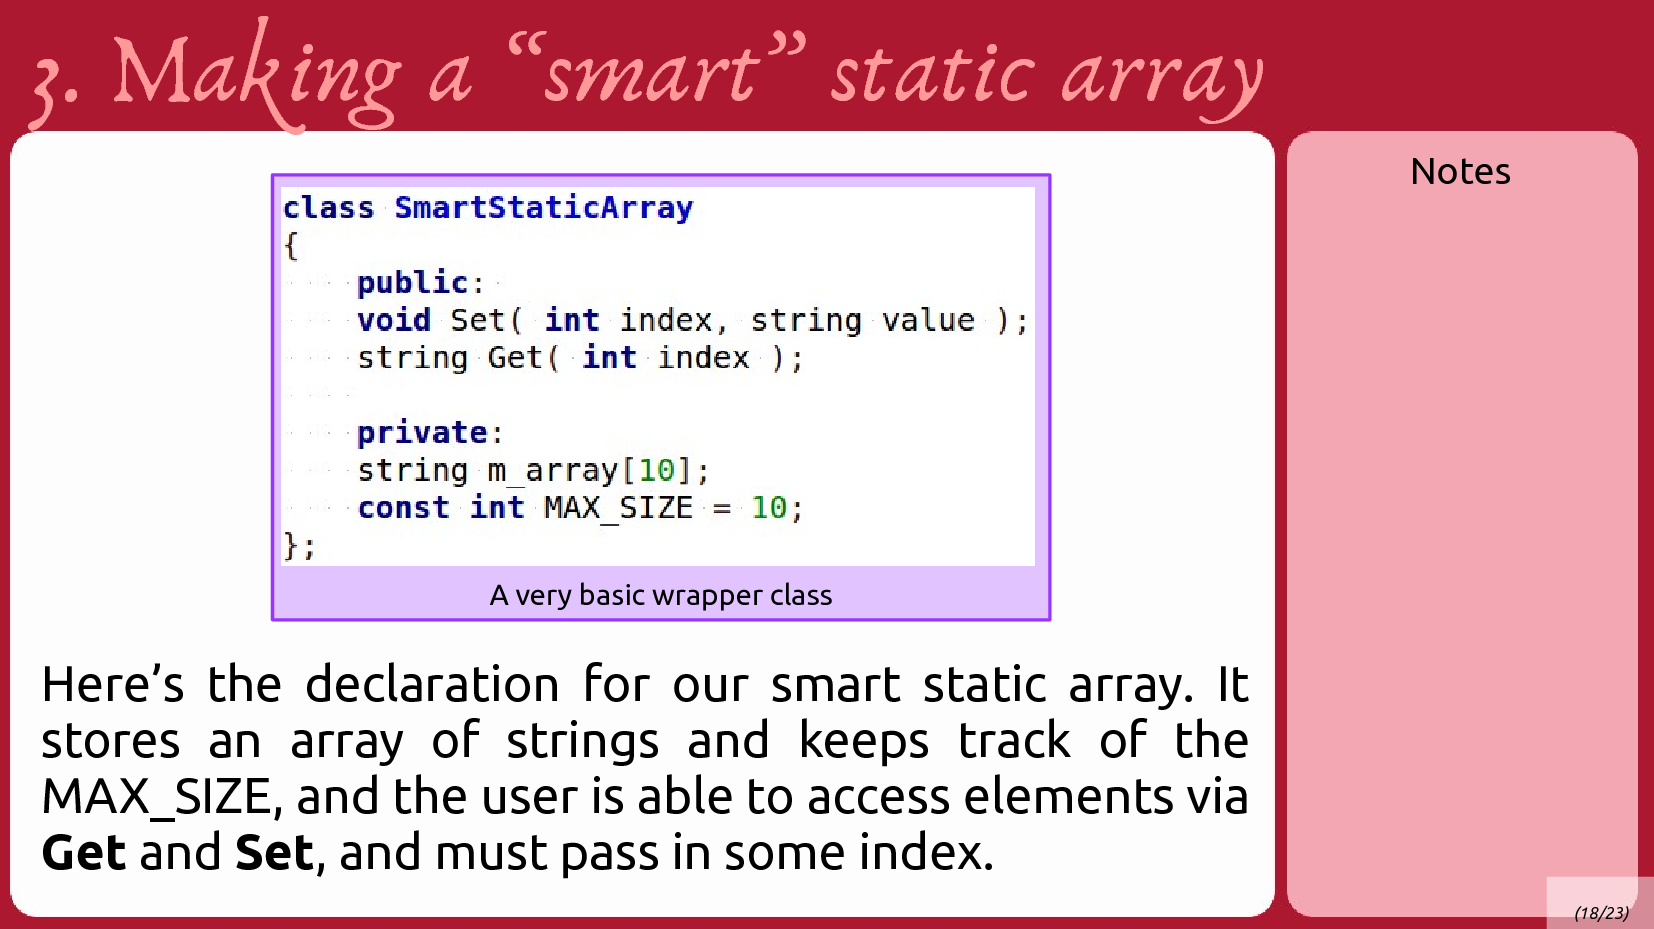 3. Making a “smart” static array
class SmartStaticArray
{
public:
void Set( int index, string value );
string Get( int index );
private:
string m_array[10];
const int MAX_SIZE = 10;
};
A very basic wrapper class
Here’s the declaration for our smart static array. It
stores an array of strings and keeps track of the
MAX_SIZE, and the user is able to access elements via
Get and Set, and must pass in some index.
Notes
(18/23)